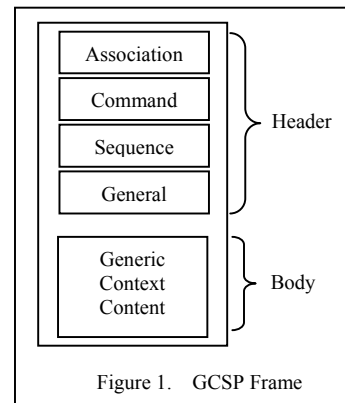 Association
Command
Header
Sequence
General
Generic
Context
Content
Body
Figure 1. GCSP Frame